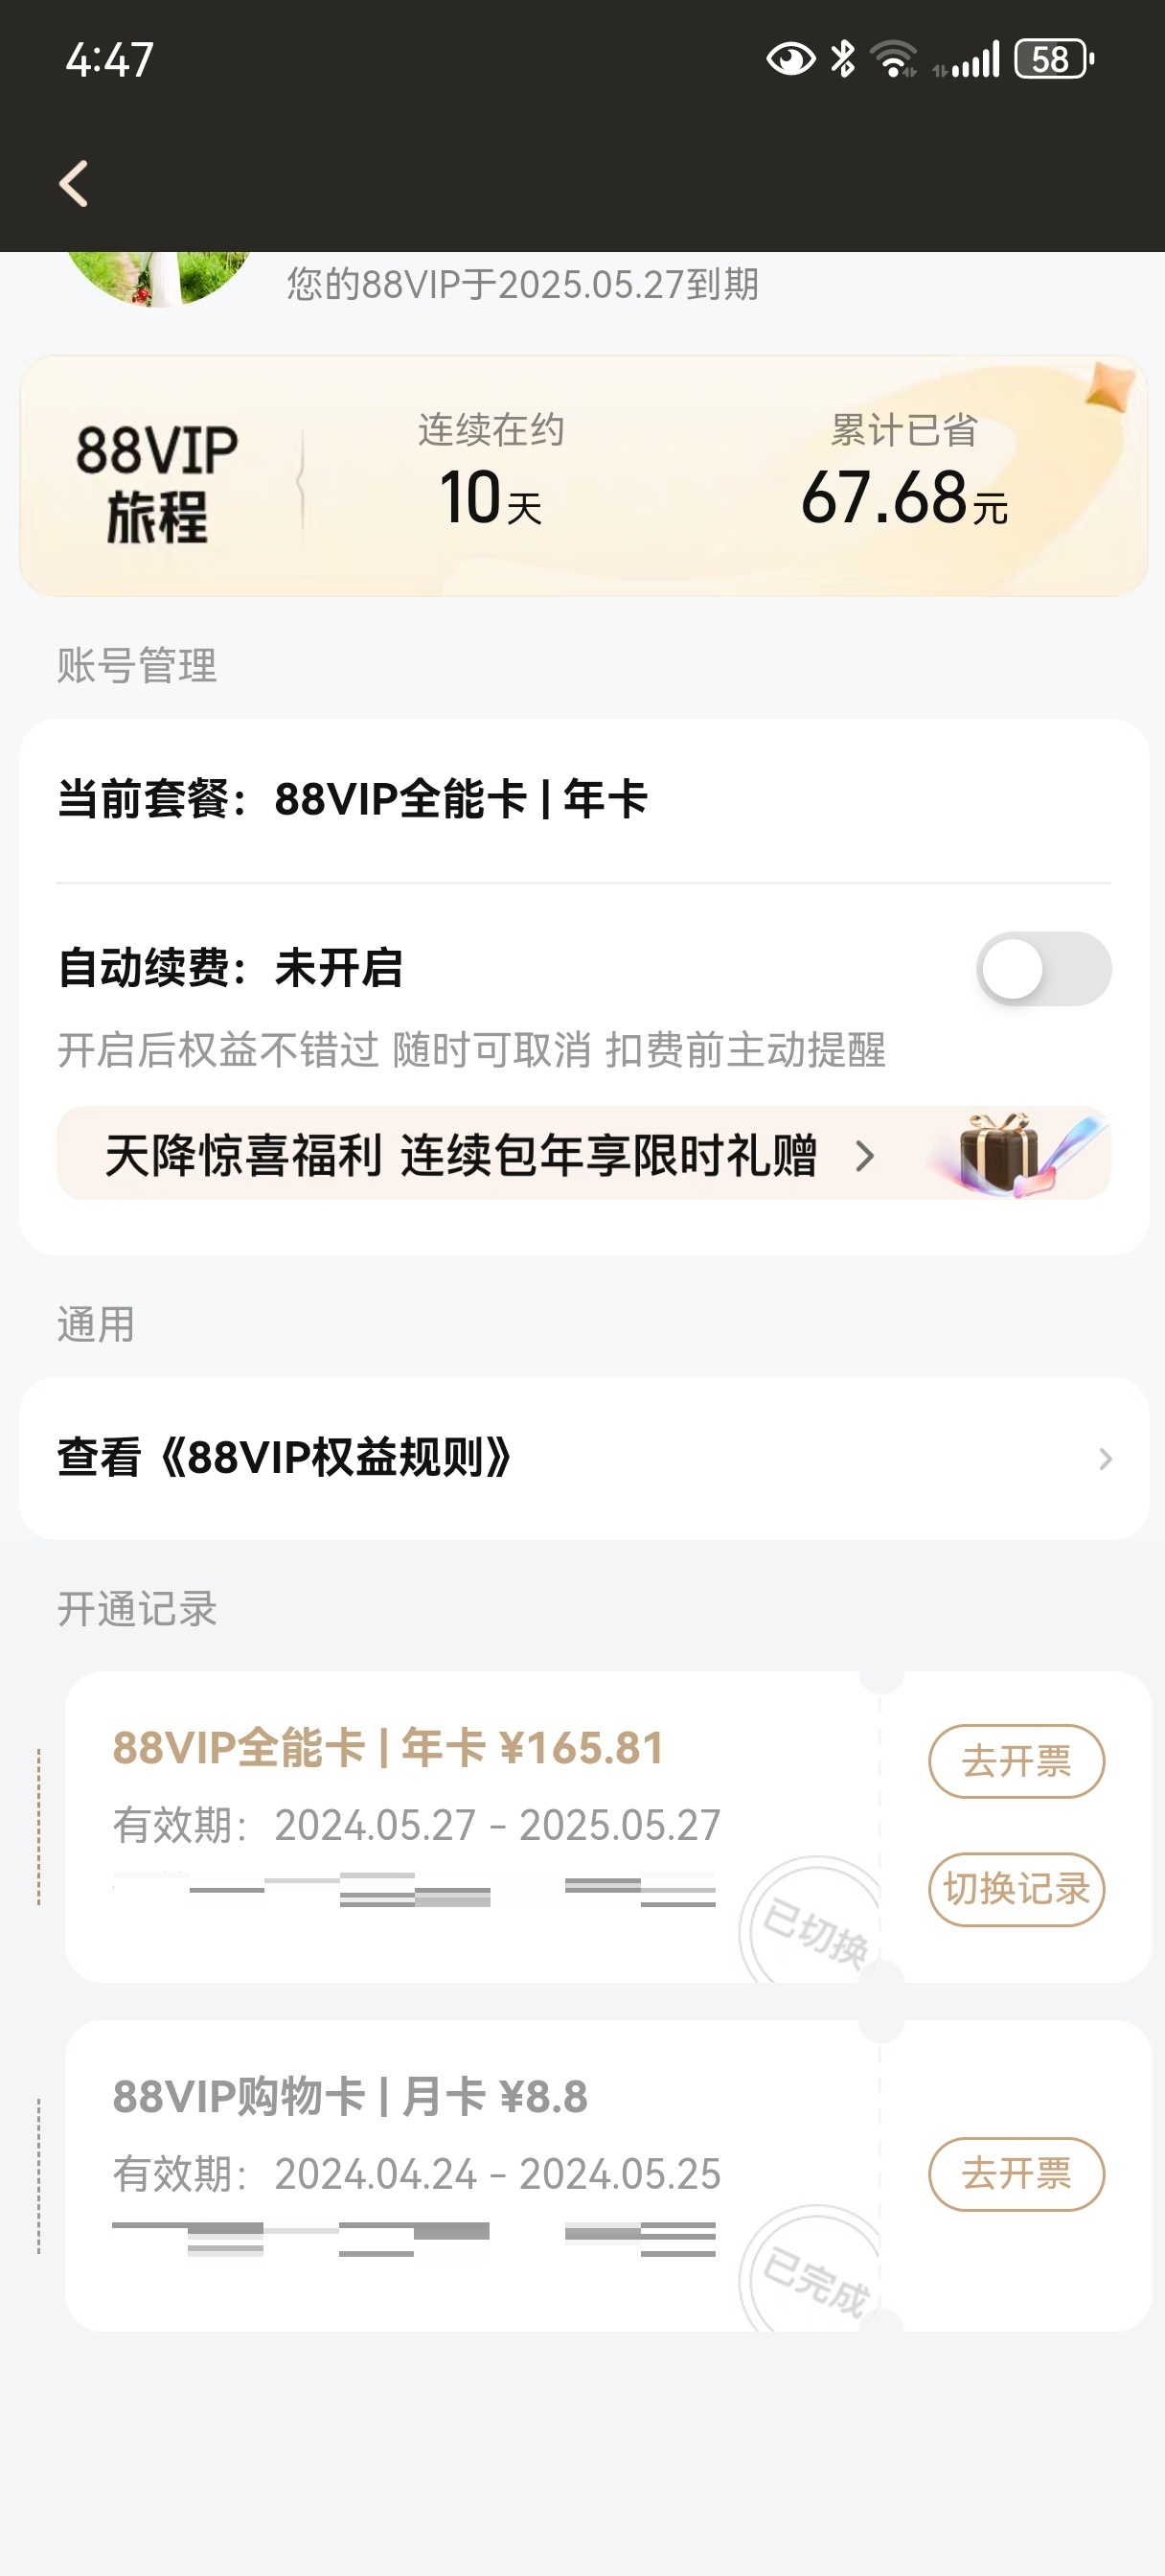 4:47
58
您的88VIP于2025.05.27到期
88VIP
旅程
连续在约
10天
累计已省
67.68元
账号管理
当前套餐：88VIP全能卡 | 年卡
自动续费：未开启
开启后权益不错过 随时可取消 扣费前主动提醒
天降惊喜福利 连续包年享限时礼赠
通用
查看《88VIP权益规则》
开通记录
88VIP全能卡 | 年卡 ¥165.81
有效期：2024.05.27 - 2025.05.27
已切换
去开票
切换记录
88VIP购物卡 | 月卡 ¥8.8
有效期：2024.04.24 - 2024.05.25
已完成
去开票